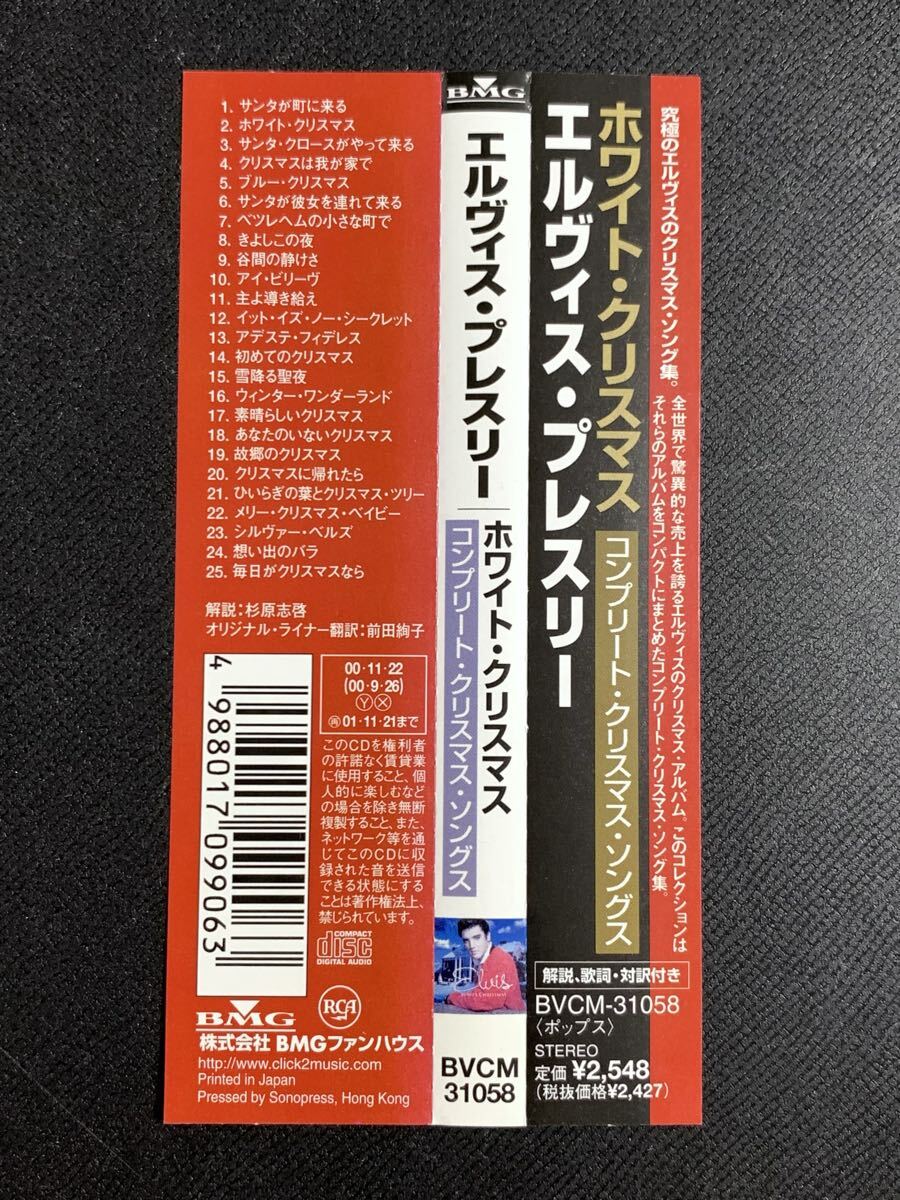 1. サンタが町に来る
2. ホワイト・クリスマス
3. サンタ・クロースがやって来る
4. クリスマスは我が家で
5. ブルー・クリスマス
6. サンタが彼女を連れて来る
7. ベツレヘムの小さな町で
8. きよしこの夜
9. 谷間の静けさ
10. アイ・ビリーヴ
11. 主よ導き給え
12. イット・イズ・ノー・シークレット
13. アデステ・フィデレス
14. 初めてのクリスマス
15. 雪降る聖夜
16. ウィンター・ワンダーランド
17. 素晴らしいクリスマス
18. あなたのいないクリスマス
19. 故郷のクリスマス
20. クリスマスに帰れたら
21. ひいらぎの葉とクリスマス・ツリー
22. メリー・クリスマス・ベイビー
23. シルヴァー・ベルズ
24. 想い出のバラ
25. 毎日がクリスマスなら
解説:杉原志啓
オリジナル・ライナー翻訳:前田絢子
4 988017 099063
00・11・22
(00・9・26)
Ⓨ Ⓧ
㊢01・11・21まで
このCDを権利者
の許諾なく賃貸業
に使用すること、個
人的に楽しむなど
の場合を除き無断
複製すること、また、
ネットワーク等を通
じてこのCDに収
録された音を送信
できる状態にする
ことは著作権法上、
禁じられています。
COMPACT
disc
DIGITAL AUDIO
BMG
RCA
株式会社 BMGファンハウス
http://www.click2music.com
Printed in Japan
Pressed by Sonopress, Hong Kong
BMG
エルヴィス・プレスリー
ホワイト・クリスマス
コンプリート・クリスマス・ソングス
Elvis
BVCM
31058
究極のエルヴィスのクリスマス・ソング集。
全世界で驚異的な売上を誇るエルヴィスのクリスマス・アルバム。このコレクションは
それらのアルバムをコンパクトにまとめたコンプリート・クリスマス・ソング集。
ホワイト・クリスマス
コンプリート・クリスマス・ソングス
エルヴィス・プレスリー
解説、歌詞・対訳付き
BVCM-31058
〈ポップス〉
STEREO
定価 ¥2,548
(税抜価格¥2,427)